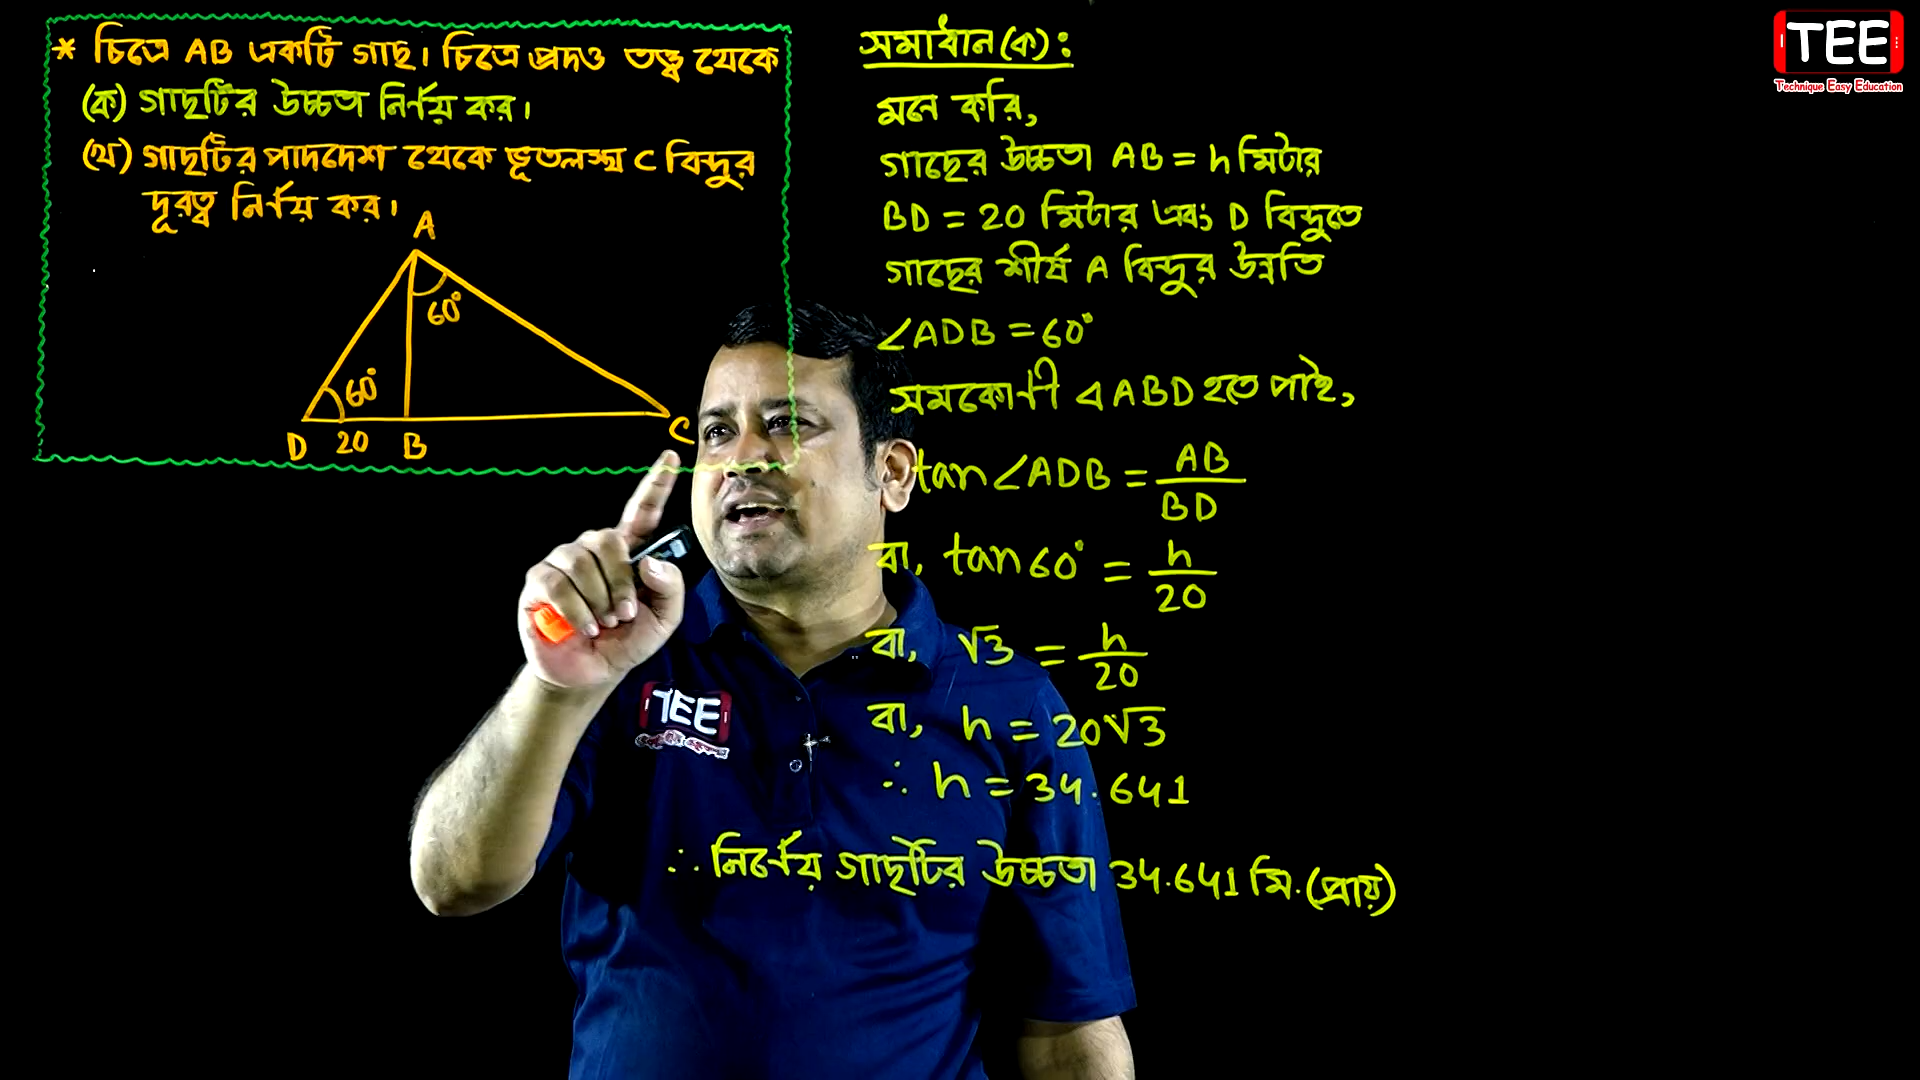 * চিত্রে AB একটি গাছ। চিত্রে প্রদত্ত তত্ত্ব থেকে
(ক) গাছটির উচ্চতা নির্ণয় কর।
(খ) গাছটির পাদদেশ থেকে ভূতলস্থ C বিন্দুর
দূরত্ব নির্ণয় কর।
A
60°
60°
D 20 B C
সমাধান (ক) :
মনে করি,
গাছের উচ্চতা AB = h মিটার
BD = 20 মিটার এবং D বিন্দুতে
গাছের শীর্ষ A বিন্দুর উন্নতি
∠ADB = 60°
সমকোণী ⊿ ABD হতে পাই,
tan∠ADB = AB/BD
বা, tan60° = h/20
বা, √3 = h/20
বা, h = 20√3
∴ h = 34.641
∴ নির্ণেয় গাছটির উচ্চতা 34.641 মি. (প্রায়)
TEE
Technique Easy Education
TEE